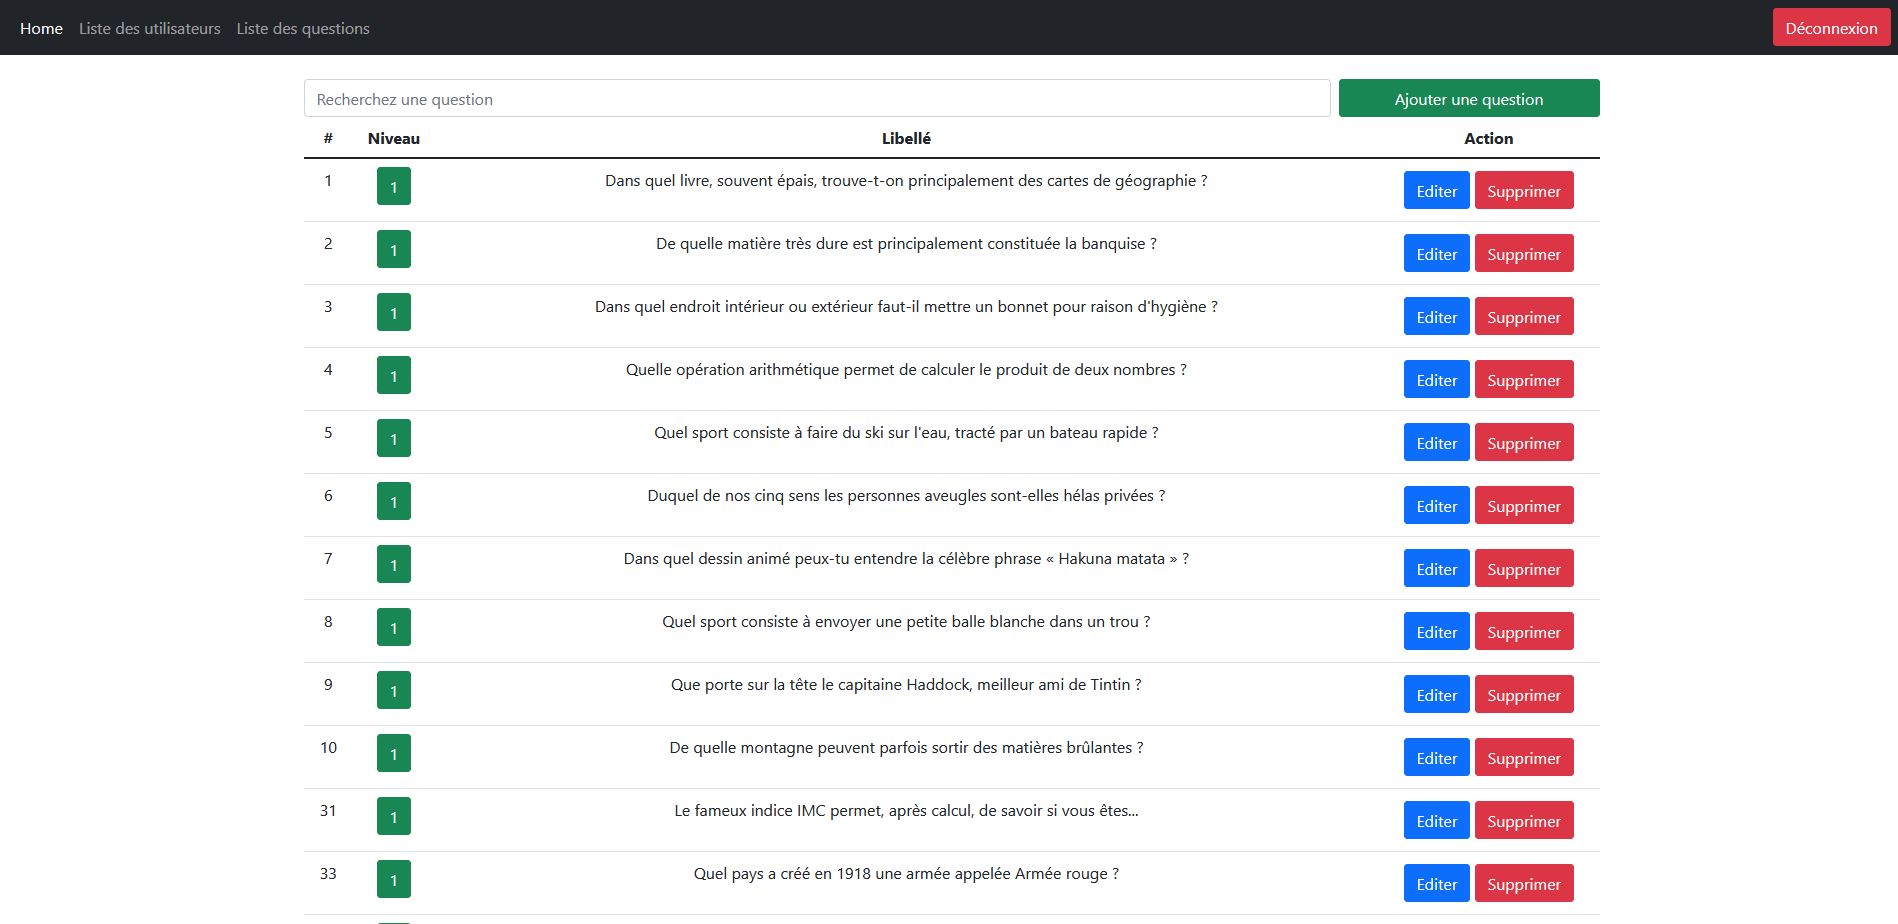 Home Liste des utilisateurs Liste des questions Déconnexion
Recherchez une question Ajouter une question
# Niveau Libellé Action
1 1 Dans quel livre, souvent épais, trouve-t-on principalement des cartes de géographie ? Editer Supprimer
2 1 De quelle matière très dure est principalement constituée la banquise ? Editer Supprimer
3 1 Dans quel endroit intérieur ou extérieur faut-il mettre un bonnet pour raison d'hygiène ? Editer Supprimer
4 1 Quelle opération arithmétique permet de calculer le produit de deux nombres ? Editer Supprimer
5 1 Quel sport consiste à faire du ski sur l'eau, tracté par un bateau rapide ? Editer Supprimer
6 1 Duquel de nos cinq sens les personnes aveugles sont-elles hélas privées ? Editer Supprimer
7 1 Dans quel dessin animé peux-tu entendre la célèbre phrase « Hakuna matata » ? Editer Supprimer
8 1 Quel sport consiste à envoyer une petite balle blanche dans un trou ? Editer Supprimer
9 1 Que porte sur la tête le capitaine Haddock, meilleur ami de Tintin ? Editer Supprimer
10 1 De quelle montagne peuvent parfois sortir des matières brûlantes ? Editer Supprimer
31 1 Le fameux indice IMC permet, après calcul, de savoir si vous êtes... Editer Supprimer
33 1 Quel pays a créé en 1918 une armée appelée Armée rouge ? Editer Supprimer